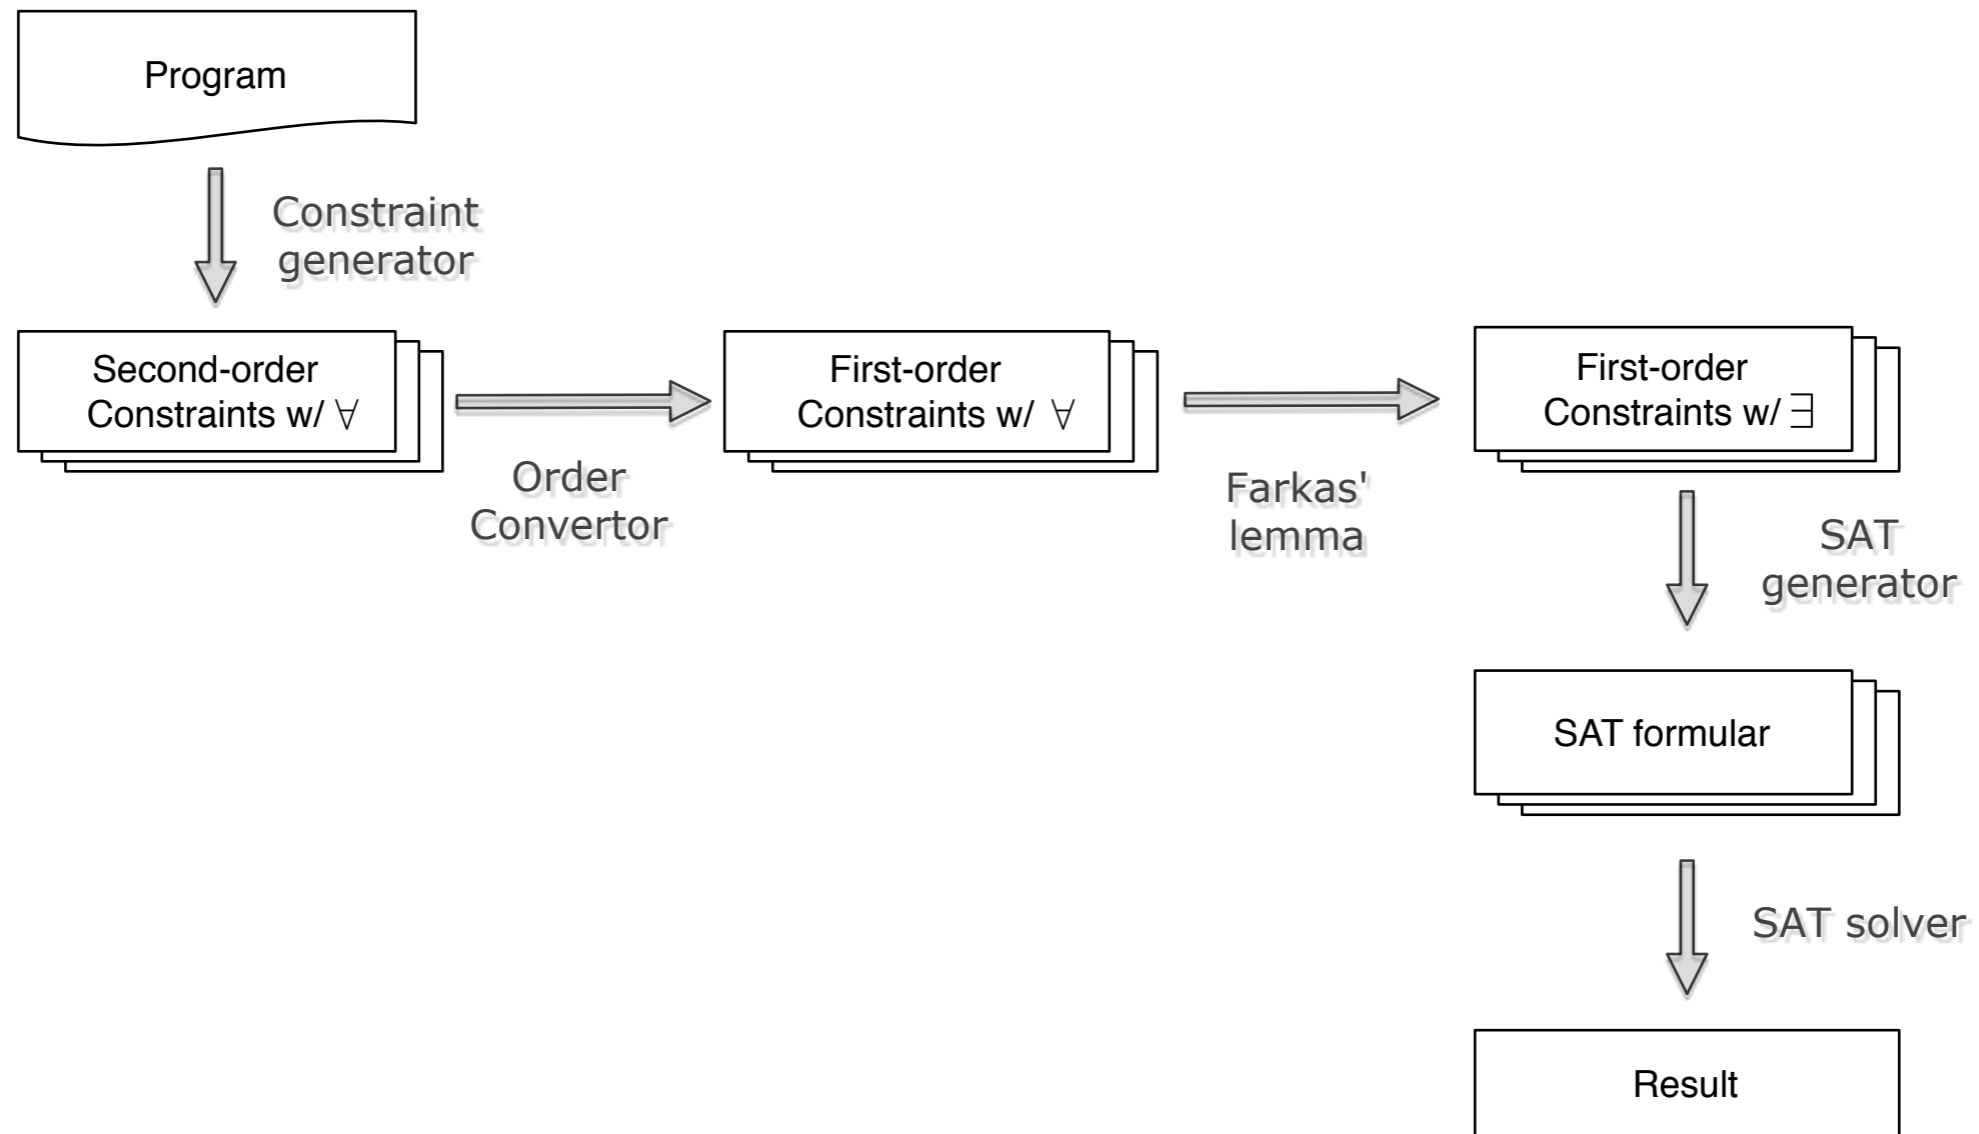 Program
Constraint
generator
Second-order
Constraints w/ ∀
Order
Convertor
First-order
Constraints w/ ∀
Farkas'
lemma
First-order
Constraints w/ ∃
SAT
generator
SAT formular
SAT solver
Result